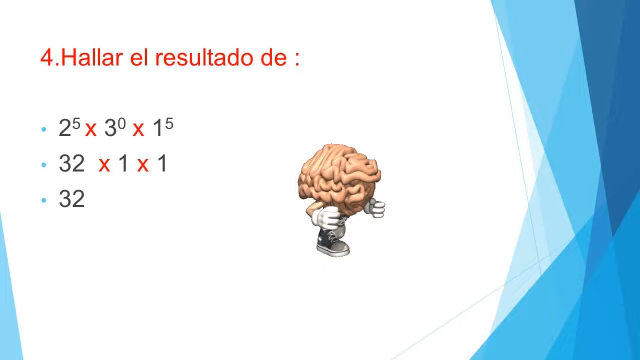 4.Hallar el resultado de :
• 2⁵ x 3⁰ x 1⁵
• 32 x 1 x 1
• 32